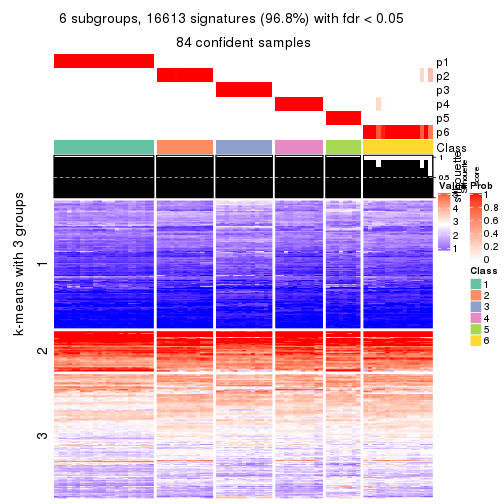 6 subgroups, 16613 signatures (96.8%) with fdr < 0.05
84 confident samples
p1
p2
p3
p4
p5
p6
Class
1
0.5
silhouette
score
Value
4
3
2
1
Prob
1
0.8
0.6
0.4
0.2
0
Class
1
2
3
4
5
6
k-means with 3 groups
1
2
3